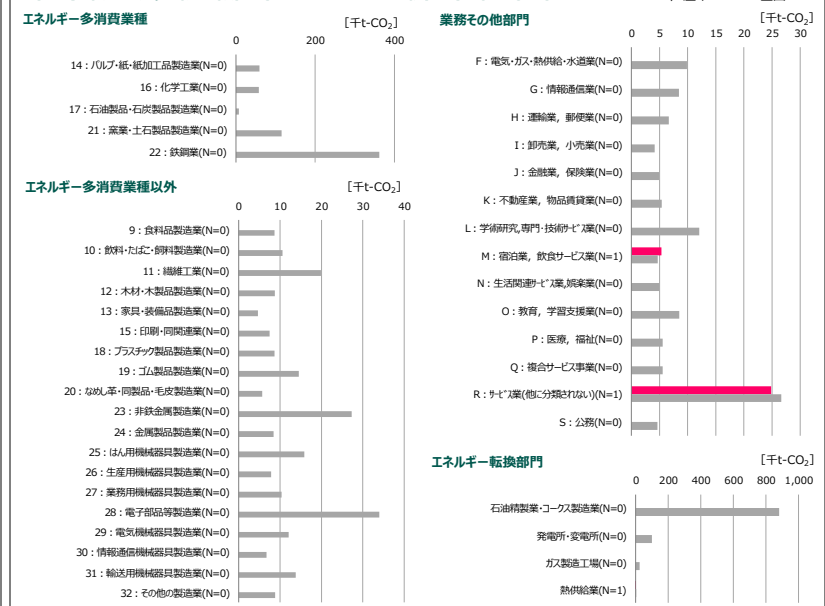 エネルギー多消費業種
[千t-CO₂]
0 200 400
14：パルプ・紙・紙加工品製造業(N=0)
16：化学工業(N=0)
17：石油製品・石炭製品製造業(N=0)
21：窯業・土石製品製造業(N=0)
22：鉄鋼業(N=0)
エネルギー多消費業種以外
[千t-CO₂]
0 10 20 30 40
9：食料品製造業(N=0)
10：飲料・たばこ・飼料製造業(N=0)
11：繊維工業(N=0)
12：木材・木製品製造業(N=0)
13：家具・装備品製造業(N=0)
15：印刷・同関連業(N=0)
18：プラスチック製品製造業(N=0)
19：ゴム製品製造業(N=0)
20：なめし革・同製品・毛皮製造業(N=0)
23：非鉄金属製造業(N=0)
24：金属製品製造業(N=0)
25：はん用機械器具製造業(N=0)
26：生産用機械器具製造業(N=0)
27：業務用機械器具製造業(N=0)
28：電子部品等製造業(N=0)
29：電気機械器具製造業(N=0)
30：情報通信機械器具製造業(N=0)
31：輸送用機械器具製造業(N=0)
32：その他の製造業(N=0)
業務その他部門
[千t-CO₂]
0 5 10 15 20 25 30
F：電気・ガス・熱供給・水道業(N=0)
G：情報通信業(N=0)
H：運輸業，郵便業(N=0)
I：卸売業，小売業(N=0)
J：金融業，保険業(N=0)
K：不動産業，物品賃貸業(N=0)
L：学術研究,専門・技術サービス業(N=0)
M：宿泊業，飲食サービス業(N=1)
N：生活関連サービス業,娯楽業(N=0)
O：教育，学習支援業(N=0)
P：医療，福祉(N=0)
Q：複合サービス事業(N=0)
R：サービス業(他に分類されない)(N=1)
S：公務(N=0)
エネルギー転換部門
[千t-CO₂]
0 200 400 600 800 1,000
石油精製業・コークス製造業(N=0)
発電所・変電所(N=0)
ガス製造工場(N=0)
熱供給業(N=1)